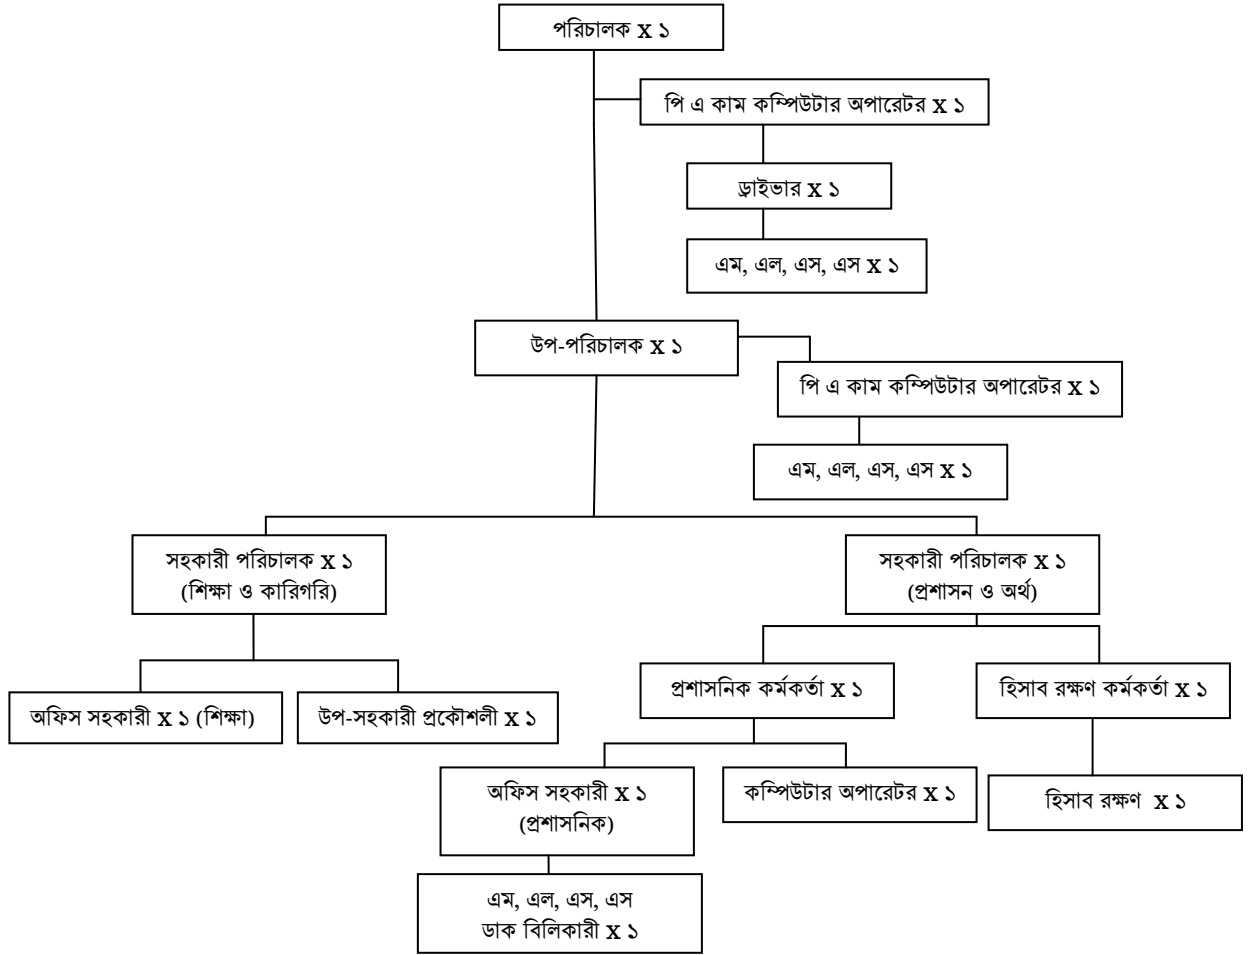 পরিচালক x ১
পি এ কাম কম্পিউটার অপারেটর x ১
ড্রাইভার x ১
এম, এল, এস, এস x ১
উপ-পরিচালক x ১
পি এ কাম কম্পিউটার অপারেটর x ১
এম, এল, এস, এস x ১
সহকারী পরিচালক x ১
(শিক্ষা ও কারিগরি)
সহকারী পরিচালক x ১
(প্রশাসন ও অর্থ)
অফিস সহকারী x ১ (শিক্ষা)
উপ-সহকারী প্রকৌশলী x ১
প্রশাসনিক কর্মকর্তা x ১
হিসাব রক্ষণ কর্মকর্তা x ১
অফিস সহকারী x ১
(প্রশাসনিক)
কম্পিউটার অপারেটর x ১
হিসাব রক্ষণ x ১
এম, এল, এস, এস
ডাক বিলিকারী x ১